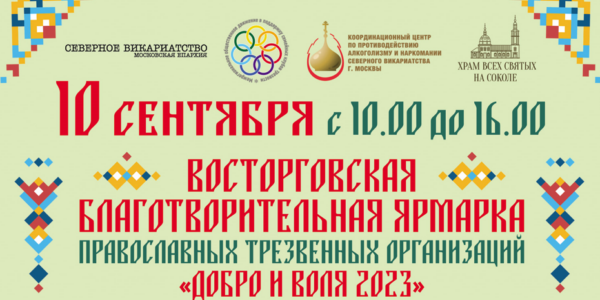 СЕВЕРНОЕ ВИКАРИАТСТВО
МОСКОВСКАЯ ЕПАРХИЯ
КООРДИНАЦИОННЫЙ ЦЕНТР
ПО ПРОТИВОДЕЙСТВИЮ
АЛКОГОЛИЗМУ И НАРКОМАНИИ
СЕВЕРНОГО ВИКАРИАТСТВА
Г. МОСКВЫ
ХРАМ ВСЕХ СВЯТЫХ
НА СОКОЛЕ
10 СЕНТЯБРЯ с 10.00 до 16.00
ВОСТОРГОВСКАЯ
БЛАГОТВОРИТЕЛЬНАЯ ЯРМАРКА
ПРАВОСЛАВНЫХ ТРЕЗВЕННЫХ ОРГАНИЗАЦИЙ
«ДОБРО И ВОЛЯ 2023»